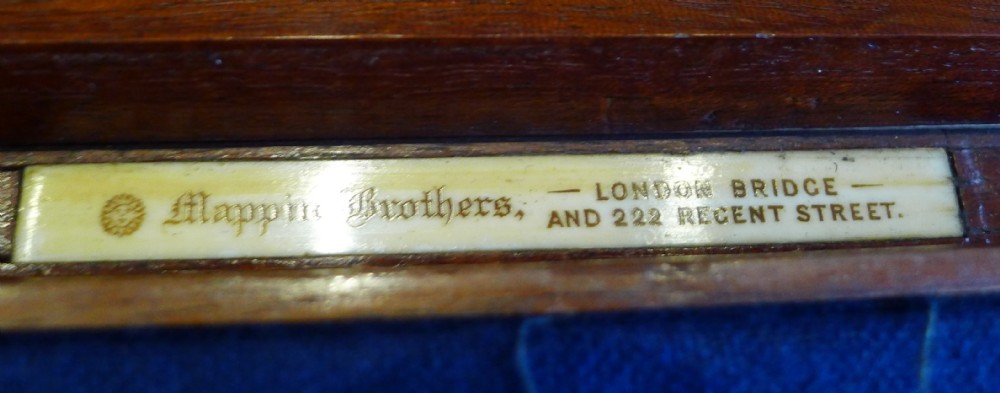 Mappin Brothers, — LONDON BRIDGE —
AND 222 REGENT STREET.